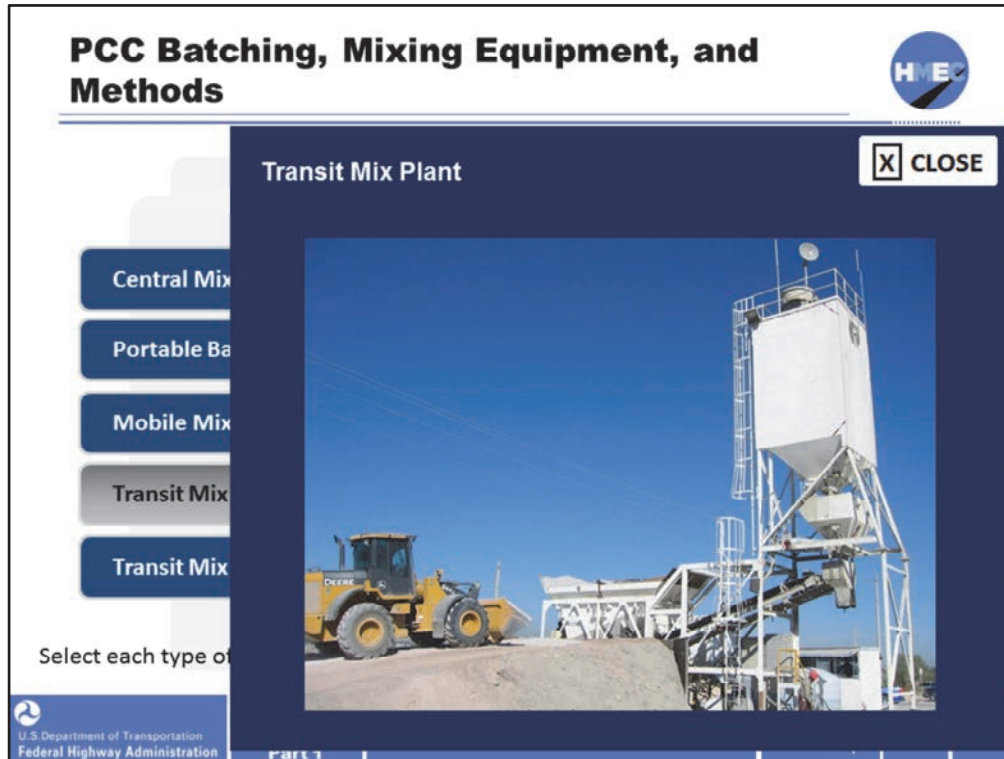 PCC Batching, Mixing Equipment, and
Methods
HMEC
Transit Mix Plant
X CLOSE
Central Mix
Portable Ba
Mobile Mix
Transit Mix
Transit Mix
DEERE
Select each type of
U.S.Department of Transportation
Federal Highway Administration
Part 1